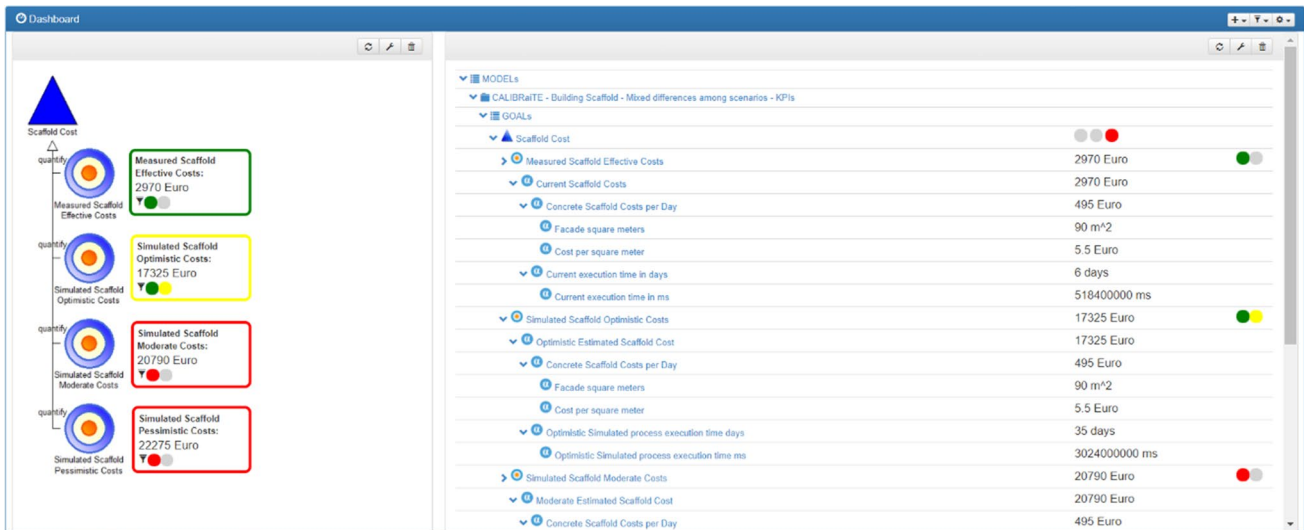 Dashboard
Scaffold Cost
quantify
Measured Scaffold
Effective Costs
Measured Scaffold
Effective Costs:
2970 Euro
quantify
Simulated Scaffold
Optimistic Costs
Simulated Scaffold
Optimistic Costs:
17325 Euro
quantify
Simulated Scaffold
Moderate Costs
Simulated Scaffold
Moderate Costs:
20790 Euro
quantify
Simulated Scaffold
Pessimistic Costs
Simulated Scaffold
Pessimistic Costs:
22275 Euro
MODELs
CALIBRaiTE - Building Scaffold - Mixed differences among scenarios - KPIs
GOALs
Scaffold Cost
Measured Scaffold Effective Costs 2970 Euro
Current Scaffold Costs 2970 Euro
Concrete Scaffold Costs per Day 495 Euro
Facade square meters 90 m^2
Cost per square meter 5.5 Euro
Current execution time in days 6 days
Current execution time in ms 518400000 ms
Simulated Scaffold Optimistic Costs 17325 Euro
Optimistic Estimated Scaffold Cost 17325 Euro
Concrete Scaffold Costs per Day 495 Euro
Facade square meters 90 m^2
Cost per square meter 5.5 Euro
Optimistic Simulated process execution time days 35 days
Optimistic Simulated process execution time ms 3024000000 ms
Simulated Scaffold Moderate Costs 20790 Euro
Moderate Estimated Scaffold Cost 20790 Euro
Concrete Scaffold Costs per Day 495 Euro